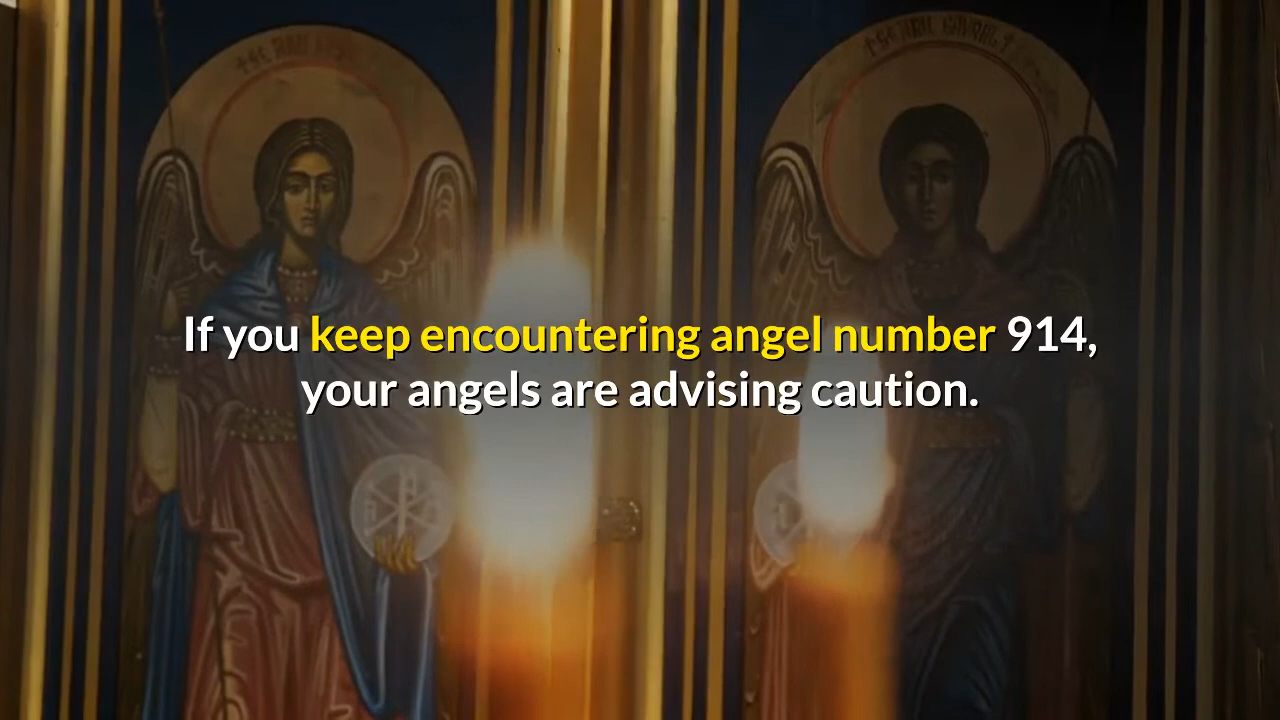 If you keep encountering angel number 914,
your angels are advising caution.